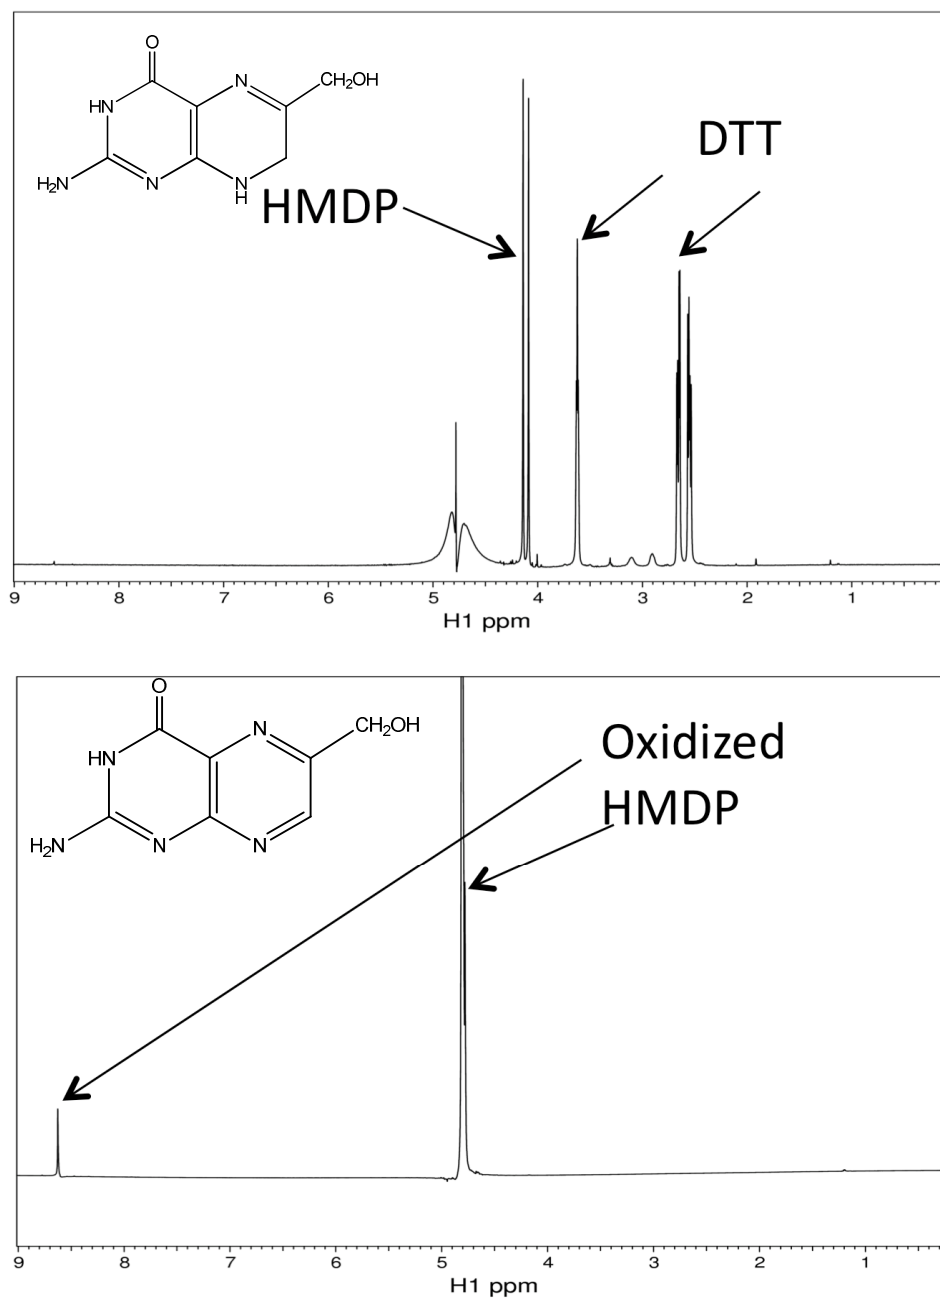 O
HN
N
CH₂OH
H₂N
N
N
H
HMDP
DTT
9 8 7 6 5 4 3 2 1
H1 ppm
O
HN
N
CH₂OH
H₂N
N
N
Oxidized
HMDP
9 8 7 6 5 4 3 2 1
H1 ppm